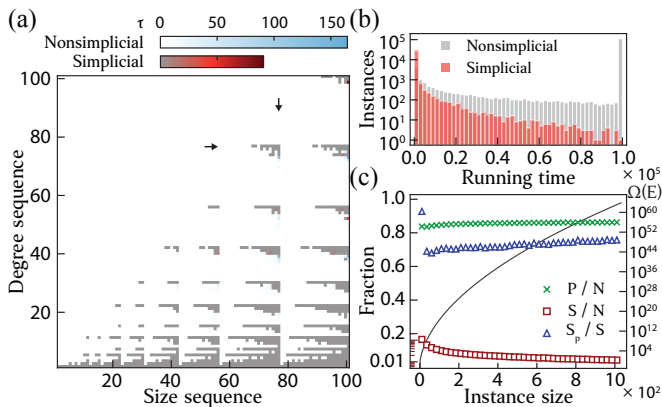 (a) τ 0 50 100 150
Nonsimplicial
Simplicial
Degree sequence
100
80
60
40
20
20 40 60 80 100
Size sequence
(b)
Instances
10^5
10^4
10^3
10^2
10^1
10^0
Nonsimplicial
Simplicial
0.0 0.2 0.4 0.6 0.8 1.0
Running time × 10^5
(c)
Ω(E)
Fraction
1.0
0.8
0.6
0.4
0.2
0.01
10^60
10^52
10^44
10^36
10^28
10^20
10^12
10^4
P / N
S / N
S_p / S
0 2 4 6 8 10
Instance size × 10^2